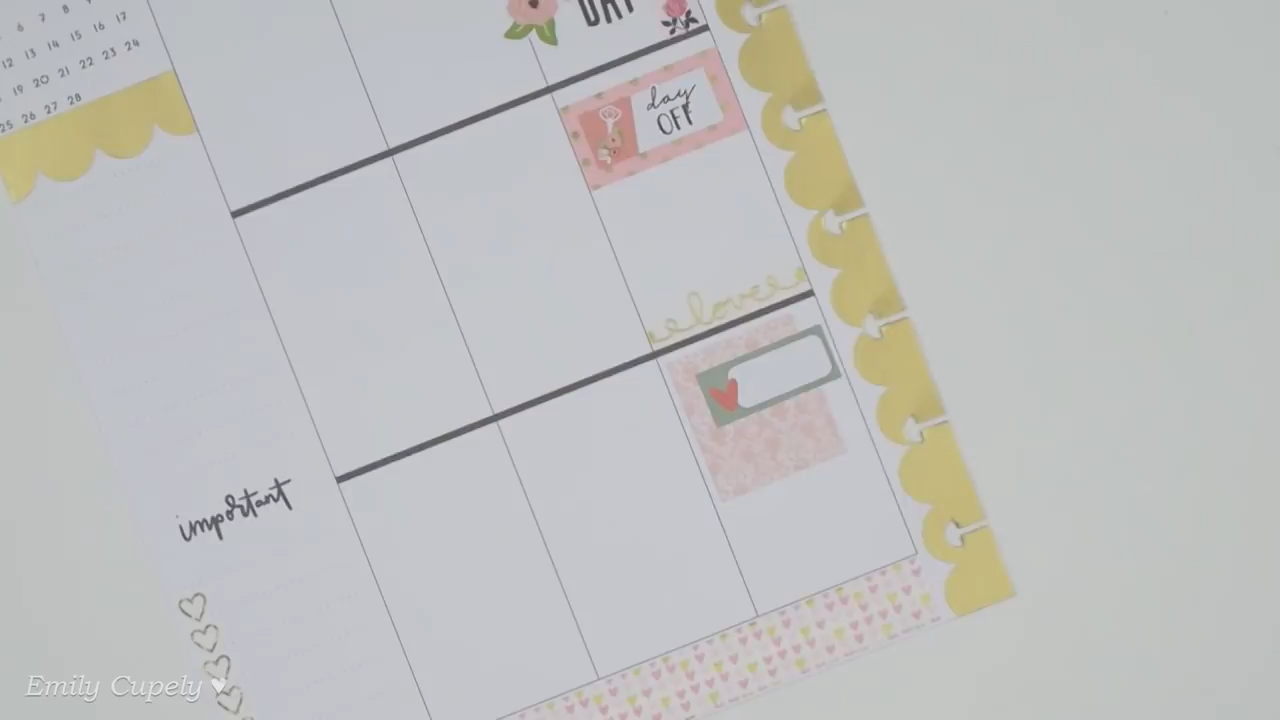 6 7 8 9
12 13 14 15 16 17
19 20 21 22 23 24
25 26 27 28
DAY
day
OFF
love
important
Emily Cupely